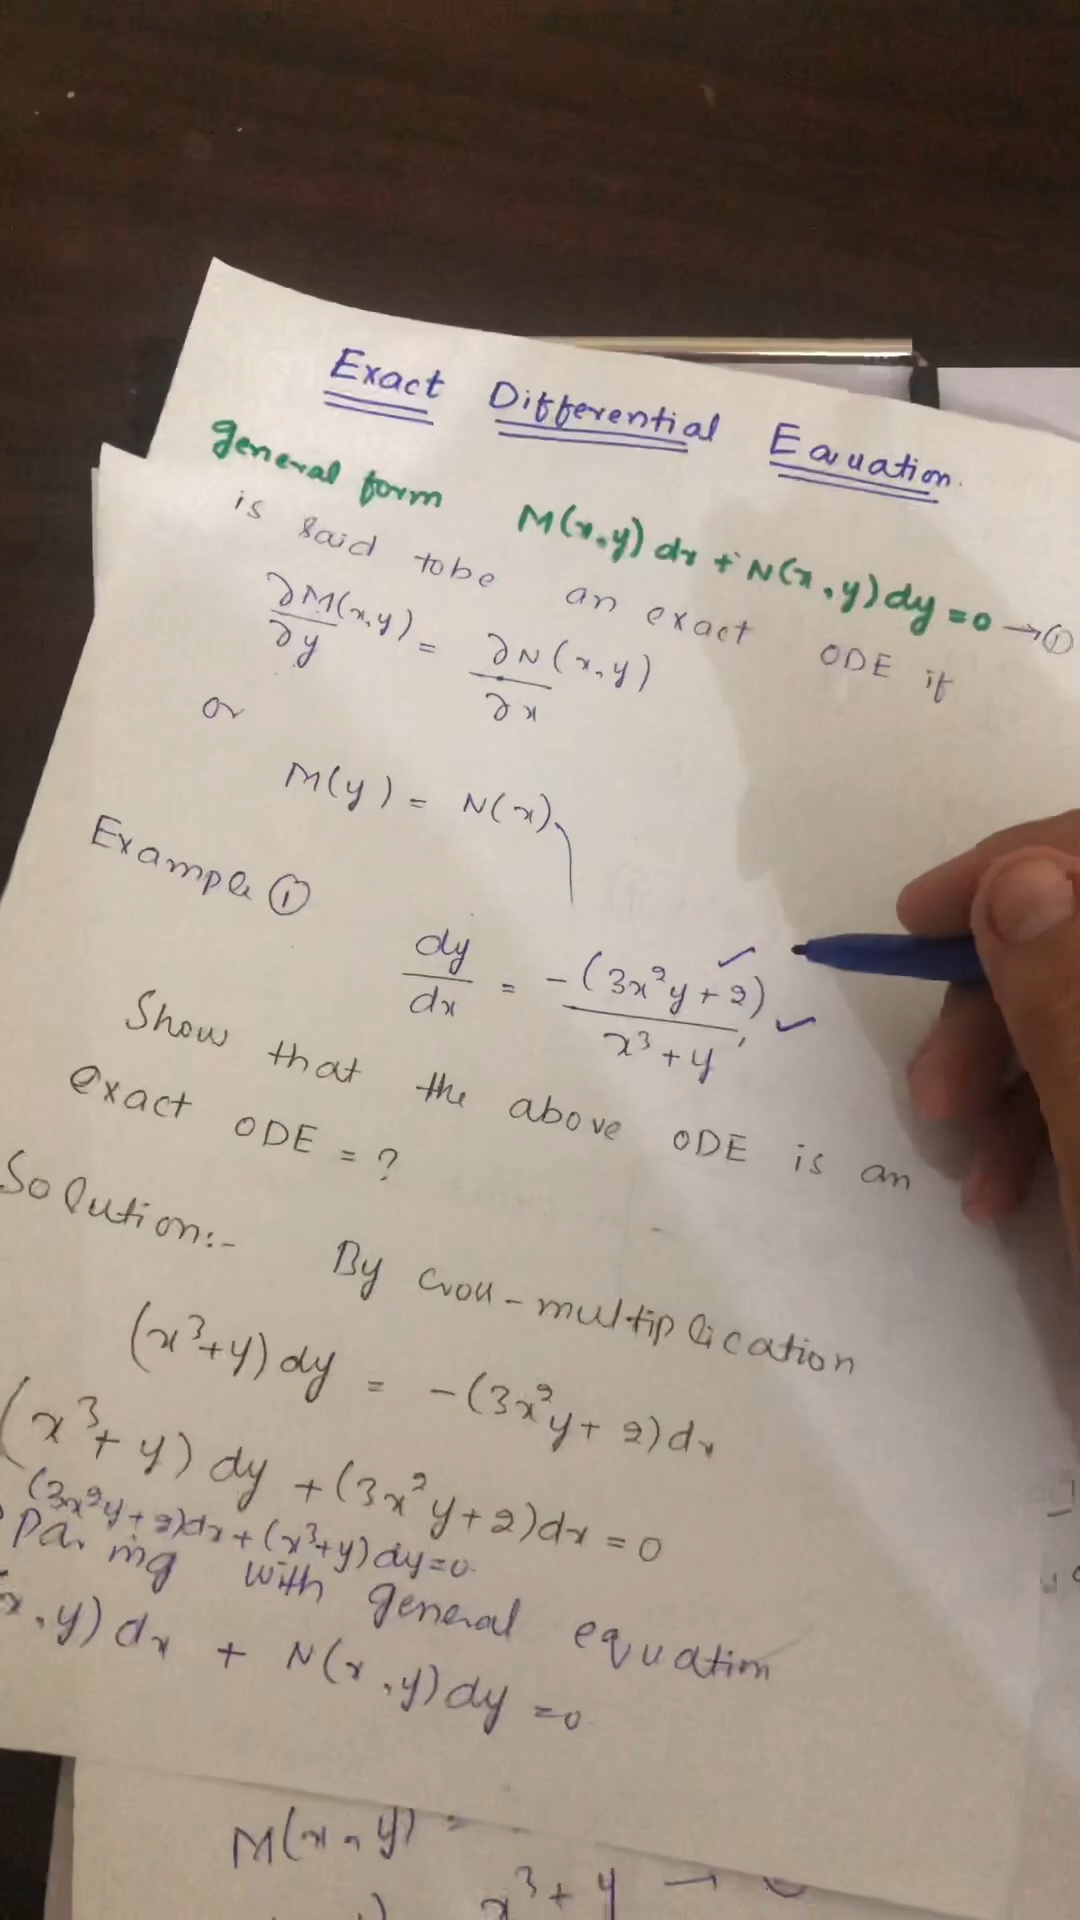 Exact Differential Equation.
general form M(x,y)dx + N(x,y)dy = 0 → ①
is said tobe an exact ODE if
∂M(x,y)/∂y = ∂N(x,y)/∂x
or
M(y) = N(x)
Example ①
dy/dx = -(3x²y+2)/x³+y ✓ ✓
Show that the above ODE is an
exact ODE = ?
Solution:- By cross-multiplication
(x³+y)dy = -(3x²y+2)dx
(x³+y)dy + (3x²y+2)dx = 0
(3x²y+2)dx + (x³+y)dy=0
paring with general equation
x,y)dx + N(x,y)dy =0
M(x,y) =
x³+y →